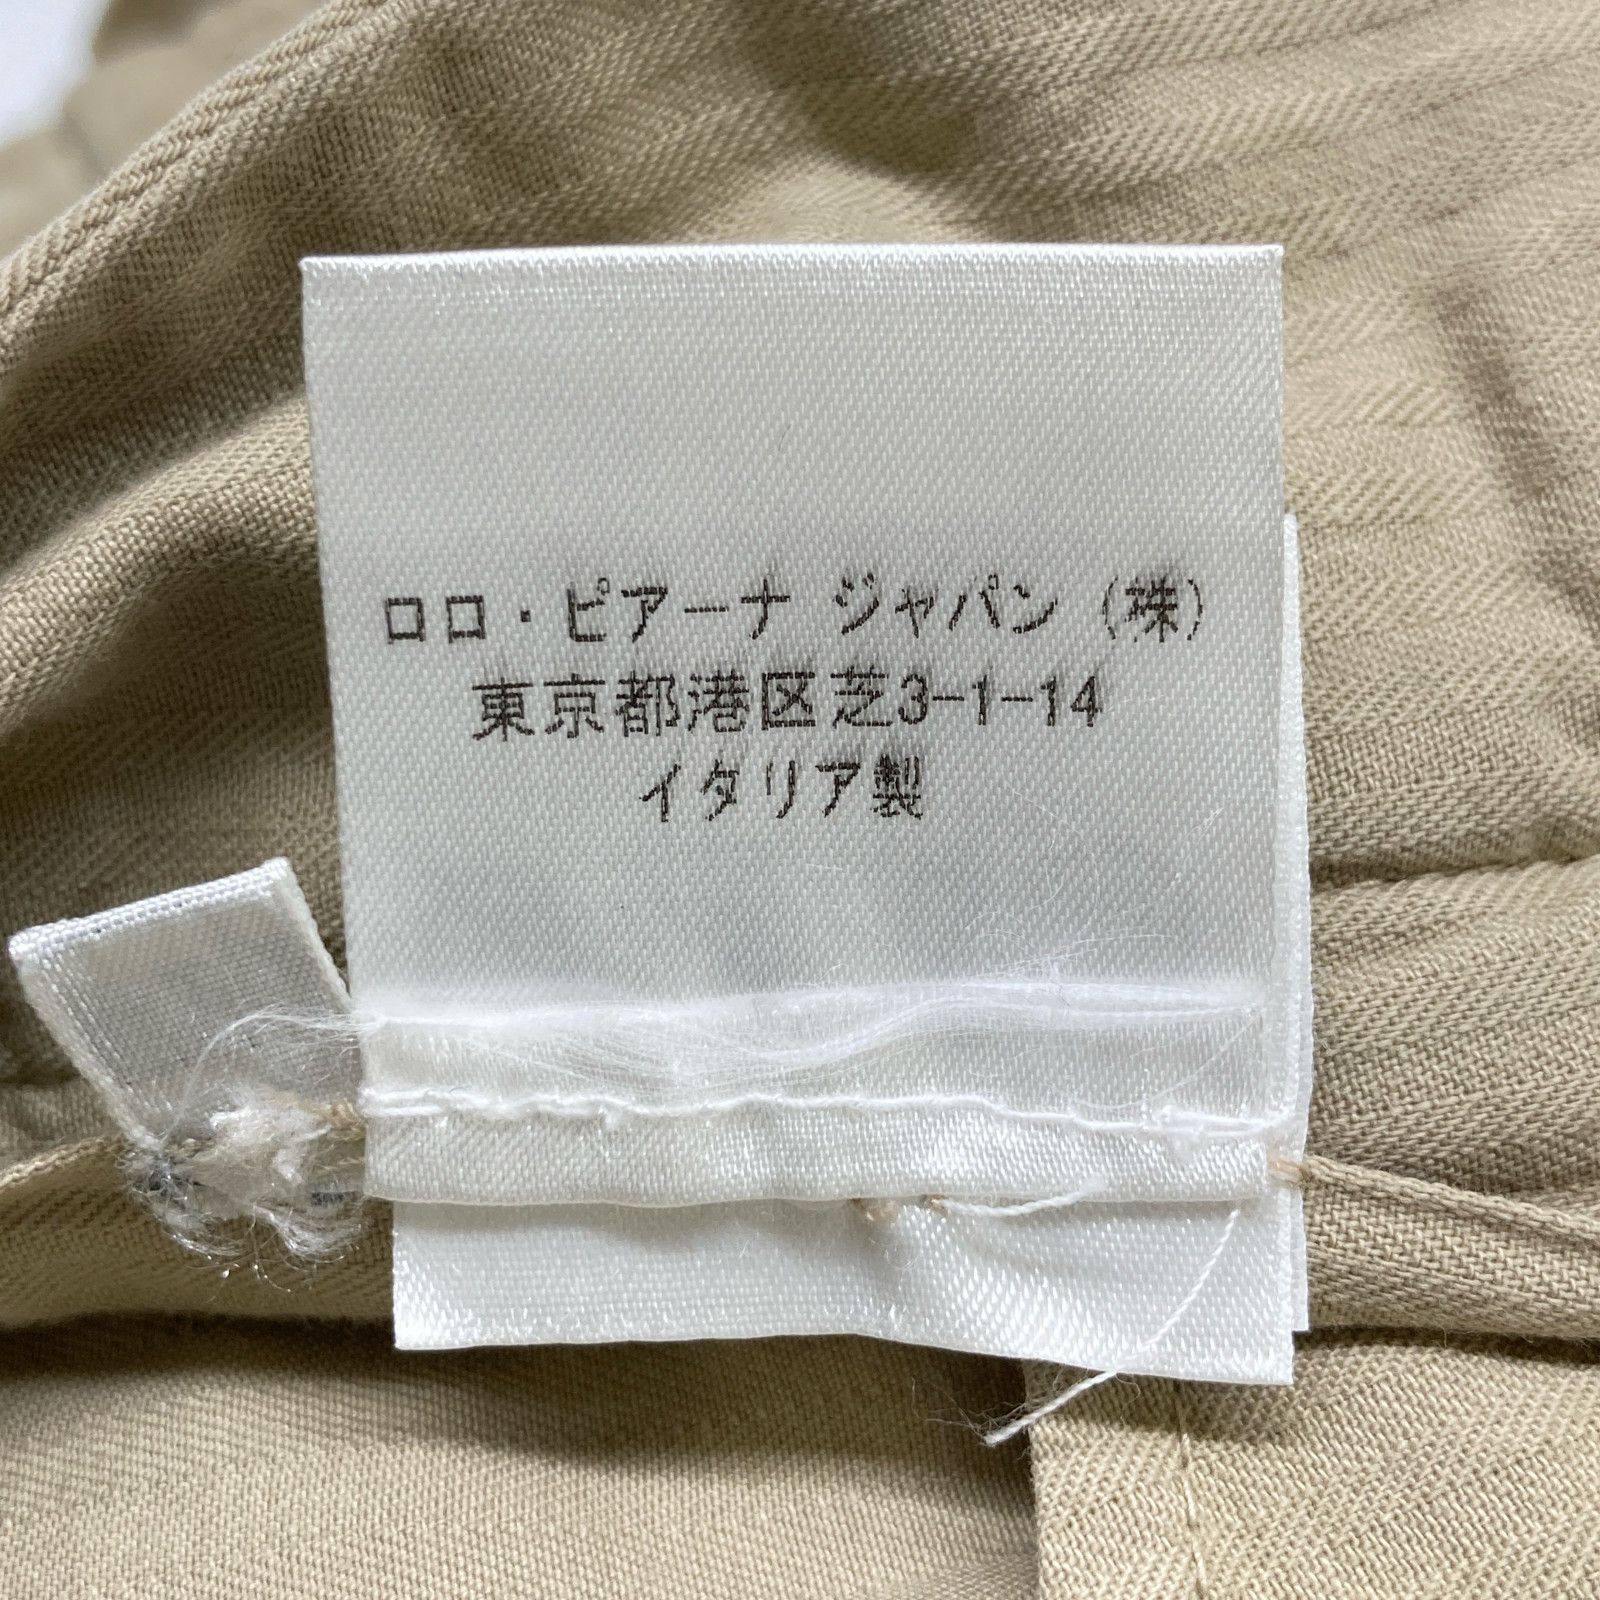 ロロ・ピアーナ ジャパン (株)
東京都港区芝3-1-14
イタリア製